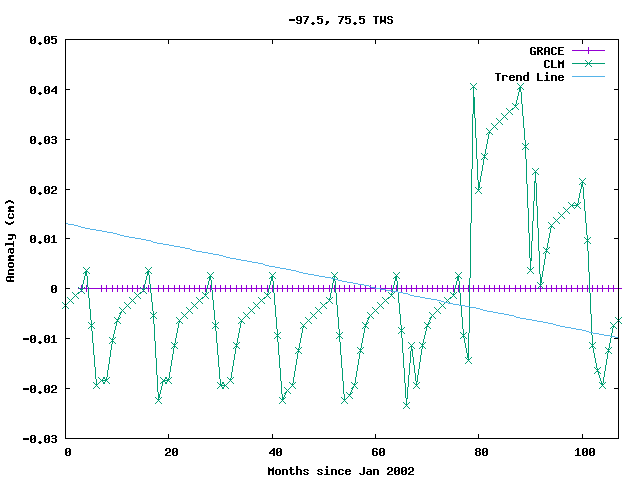 -97.5, 75.5 TWS
GRACE
CLM
Trend Line
Anomaly (cm)
0.05
0.04
0.03
0.02
0.01
0
-0.01
-0.02
-0.03
0 20 40 60 80 100
Months since Jan 2002